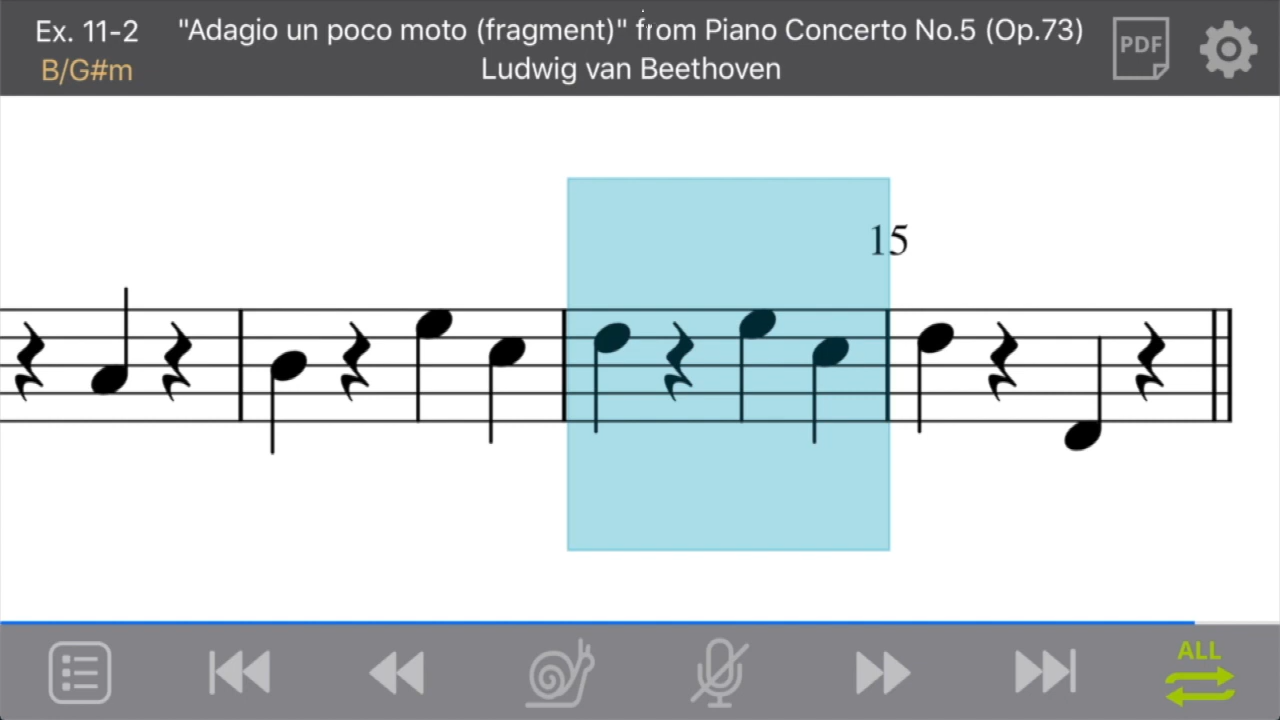 Ex. 11-2
B/G#m
"Adagio un poco moto (fragment)" from Piano Concerto No.5 (Op.73)
Ludwig van Beethoven
PDF
15
ALL